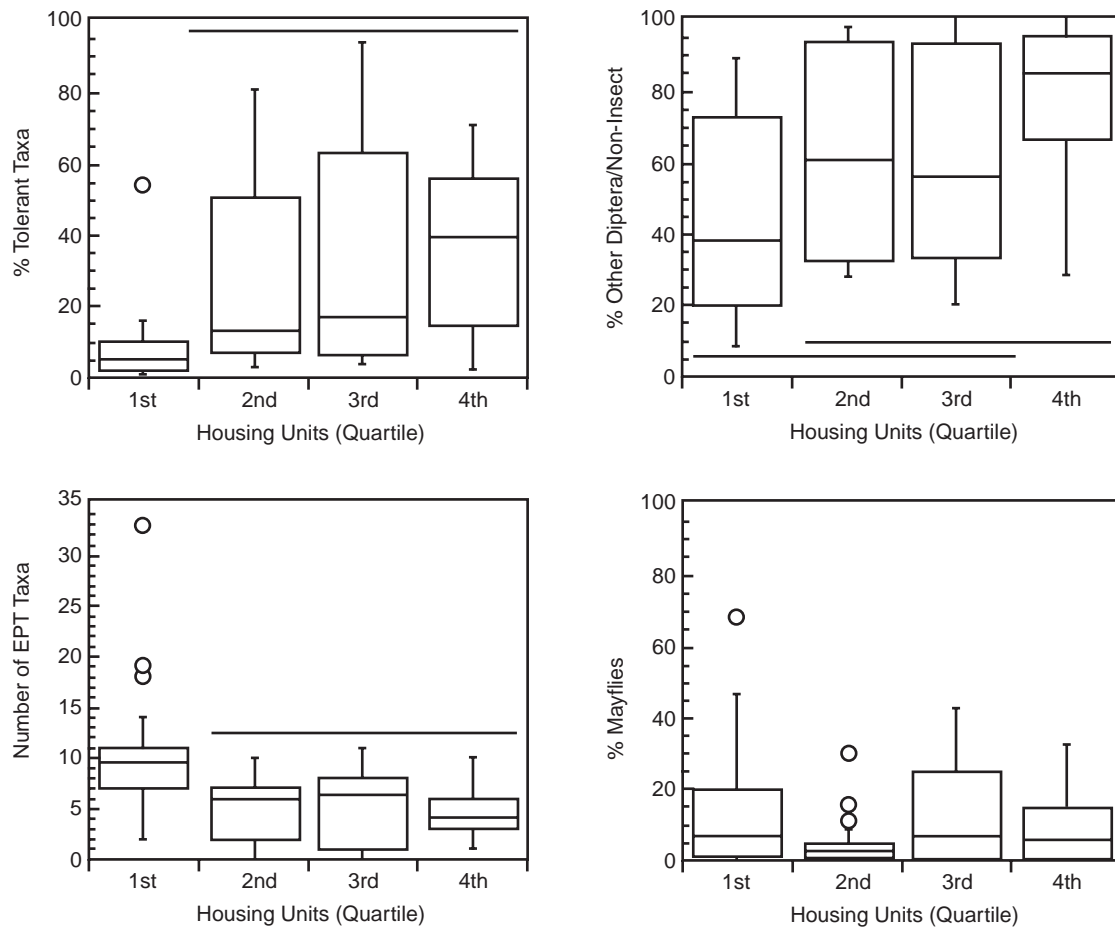 % Tolerant Taxa
100
80
60
40
20
0
1st 2nd 3rd 4th
Housing Units (Quartile)
% Other Diptera/Non-Insect
100
80
60
40
20
0
1st 2nd 3rd 4th
Housing Units (Quartile)
Number of EPT Taxa
35
30
25
20
15
10
5
0
1st 2nd 3rd 4th
Housing Units (Quartile)
% Mayflies
100
80
60
40
20
0
1st 2nd 3rd 4th
Housing Units (Quartile)